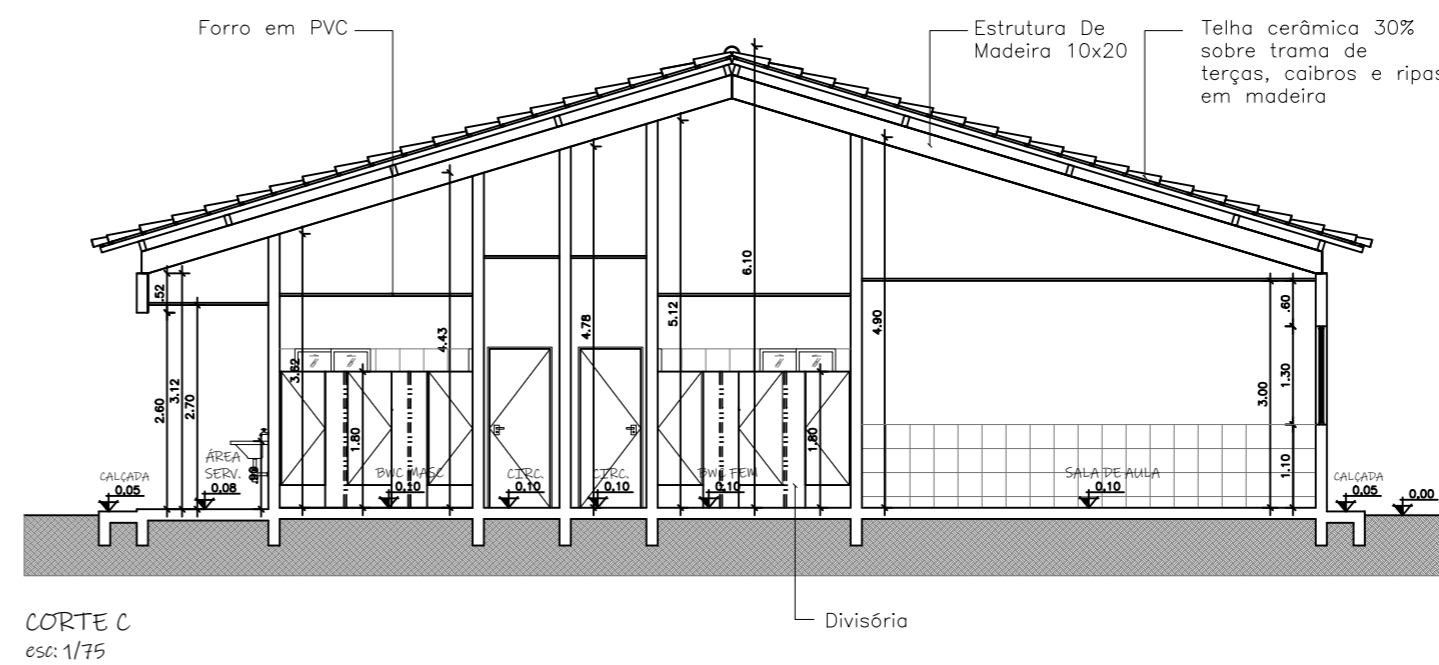 Forro em PVC
Estrutura De
Madeira 10x20
Telha cerâmica 30%
sobre trama de
terças, caibros e ripas
em madeira
6.10
5.12
4.90
4.78
4.43
3.62
.52
3.12
2.60
2.70
.60
1.30
3.00
1.10
1.80
1.80
.90
CALÇADA
0.05
ÁREA
SERV.
0.08
BWC MASC
0.10
CIRC.
0.10
CIRC.
0.10
BWC FEM
0.10
SALA DE AULA
0.10
CALÇADA
0.05
0.00
Divisória
CORTE C
esc: 1/75